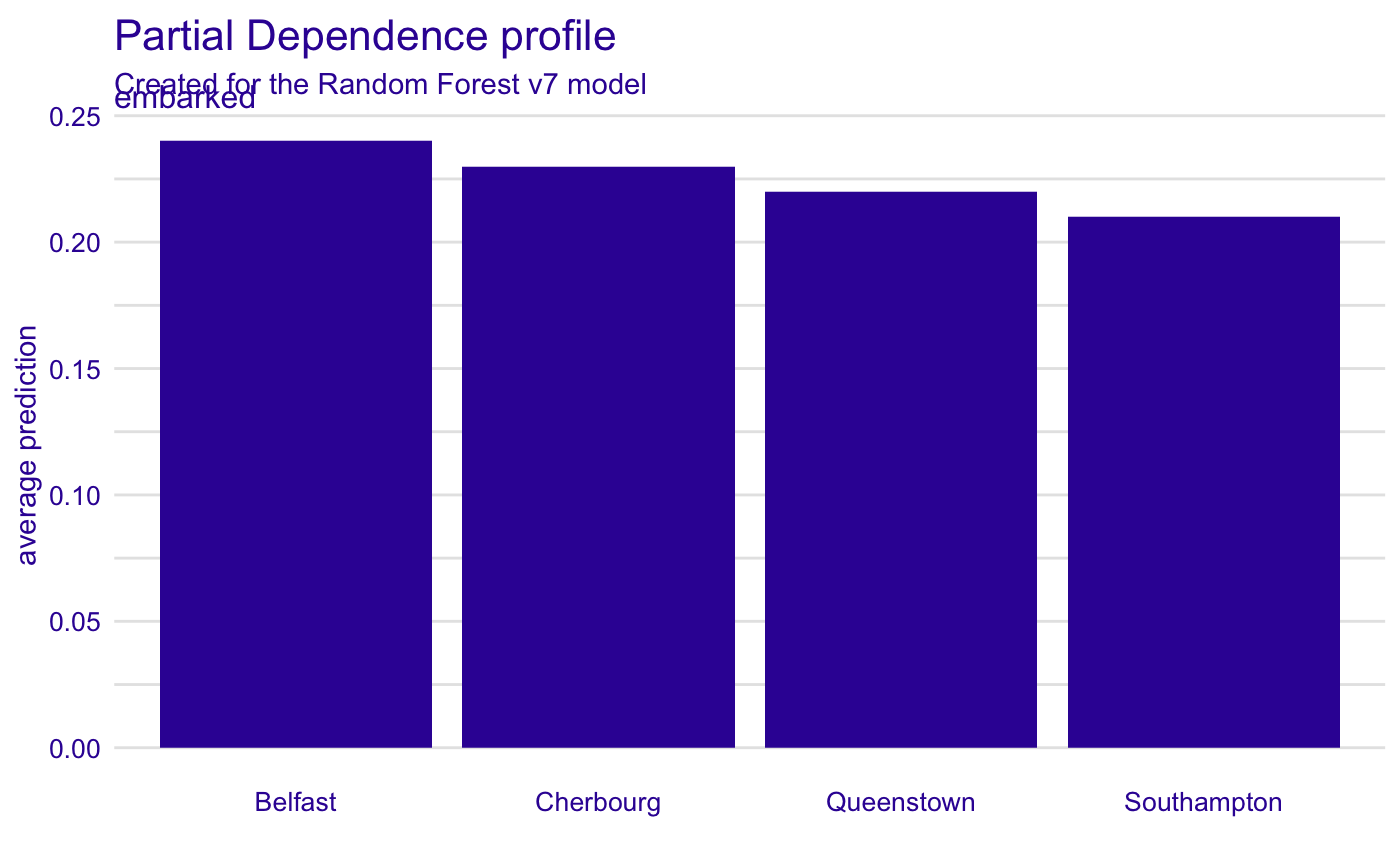 Partial Dependence profile
Created for the Random Forest v7 model
embarked
0.25
0.20
0.15
0.10
0.05
0.00
average prediction
Belfast
Cherbourg
Queenstown
Southampton